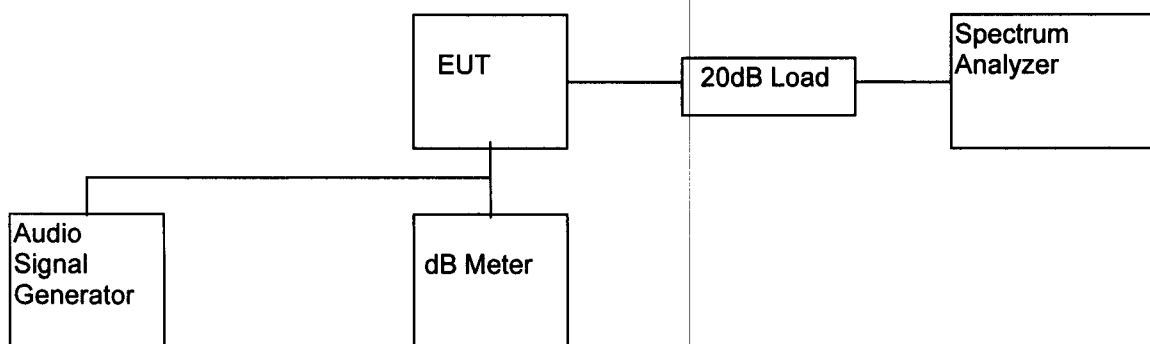 EUT
20dB Load
Spectrum
Analyzer
Audio
Signal
Generator
dB Meter